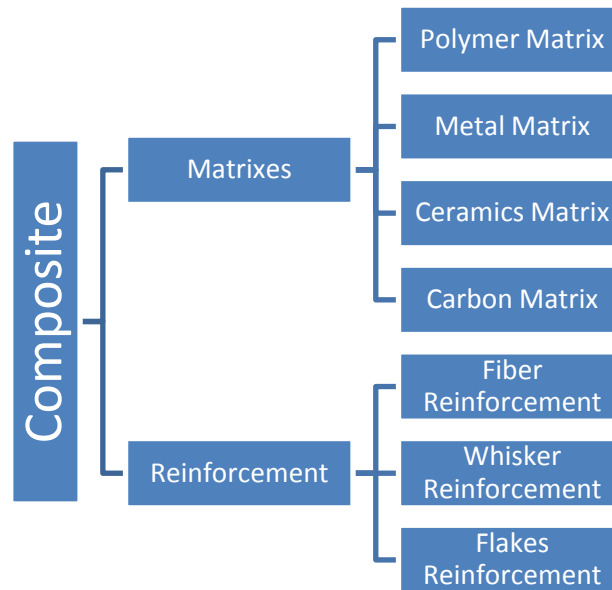 Composite
Matrixes
Polymer Matrix
Metal Matrix
Ceramics Matrix
Carbon Matrix
Reinforcement
Fiber
Reinforcement
Whisker
Reinforcement
Flakes
Reinforcement